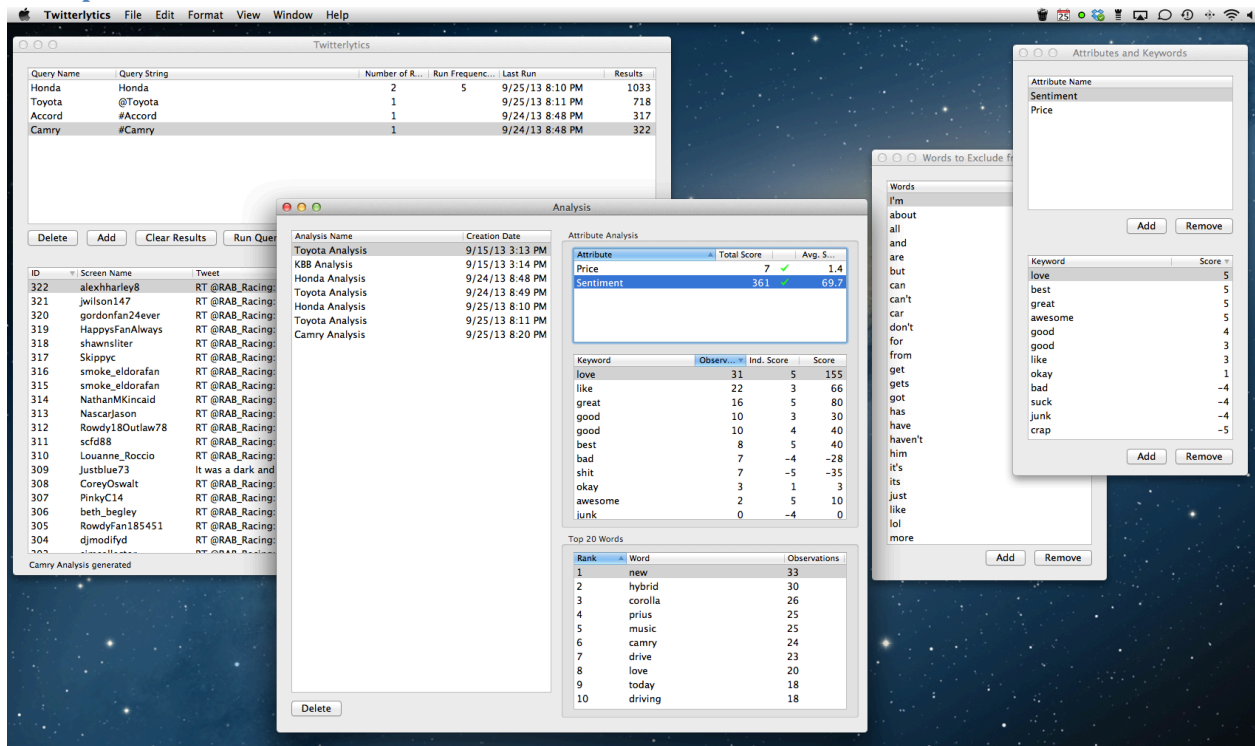 Twitterlytics File Edit Format View Window Help
25
Twitterlytics
Query Name Query String Number of R... Run Frequenc... Last Run Results
Honda Honda 2 5 9/25/13 8:10 PM 1033
Toyota @Toyota 1 9/25/13 8:11 PM 718
Accord #Accord 1 9/24/13 8:48 PM 317
Camry #Camry 1 9/24/13 8:48 PM 322
Delete Add Clear Results Run Quer
ID Screen Name Tweet
322 alexhharley8 RT @RAB_Racing:
321 jwilson147 RT @RAB_Racing:
320 gordonfan24ever RT @RAB_Racing:
319 HappysFanAlways RT @RAB_Racing:
318 shawnsliter RT @RAB_Racing:
317 Skippyc RT @RAB_Racing:
316 smoke_eldorafan RT @RAB_Racing:
315 smoke_eldorafan RT @RAB_Racing:
314 NathanMKincaid RT @RAB_Racing:
313 NascarJason RT @RAB_Racing:
312 Rowdy18Outlaw78 RT @RAB_Racing:
311 scfd88 RT @RAB_Racing:
310 Louanne_Roccio RT @RAB_Racing:
309 Justblue73 It was a dark and
308 CoreyOswalt RT @RAB_Racing:
307 PinkyC14 RT @RAB_Racing:
306 beth_begley RT @RAB_Racing:
305 RowdyFan185451 RT @RAB_Racing:
304 djmodifyd RT @RAB_Racing:
Camry Analysis generated
Analysis
Analysis Name Creation Date
Toyota Analysis 9/15/13 3:13 PM
KBB Analysis 9/15/13 3:14 PM
Honda Analysis 9/24/13 8:48 PM
Toyota Analysis 9/24/13 8:49 PM
Honda Analysis 9/25/13 8:10 PM
Toyota Analysis 9/25/13 8:11 PM
Camry Analysis 9/25/13 8:20 PM
Delete
Attribute Analysis
Attribute Total Score Avg. S...
Price 7 ✓ 1.4
Sentiment 361 ✓ 69.7
Keyword Observ... Ind. Score Score
love 31 5 155
like 22 3 66
great 16 5 80
good 10 3 30
good 10 4 40
best 8 5 40
bad 7 -4 -28
shit 7 -5 -35
okay 3 1 3
awesome 2 5 10
junk 0 -4 0
Top 20 Words
Rank Word Observations
1 new 33
2 hybrid 30
3 corolla 26
4 prius 25
5 music 25
6 camry 24
7 drive 23
8 love 20
9 today 18
10 driving 18
Words to Exclude fr
Words
I'm
about
all
and
are
but
can
can't
car
don't
for
from
get
gets
got
has
have
haven't
him
it's
its
just
like
lol
more
Add Remove
Attributes and Keywords
Attribute Name
Sentiment
Price
Add Remove
Keyword Score
love 5
best 5
great 5
awesome 5
good 4
good 3
like 3
okay 1
bad -4
suck -4
junk -4
crap -5
Add Remove